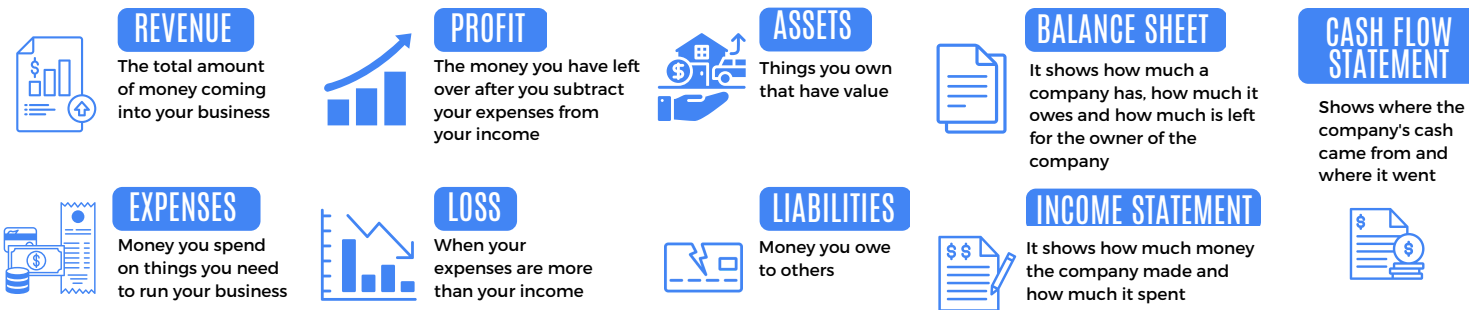 REVENUE
The total amount
of money coming
into your business
PROFIT
The money you have left
over after you subtract
your expenses from
your income
ASSETS
Things you own
that have value
BALANCE SHEET
It shows how much a
company has, how much it
owes and how much is left
for the owner of the
company
CASH FLOW
STATEMENT
Shows where the
company's cash
came from and
where it went
EXPENSES
Money you spend
on things you need
to run your business
LOSS
When your
expenses are more
than your income
LIABILITIES
Money you owe
to others
INCOME STATEMENT
It shows how much money
the company made and
how much it spent